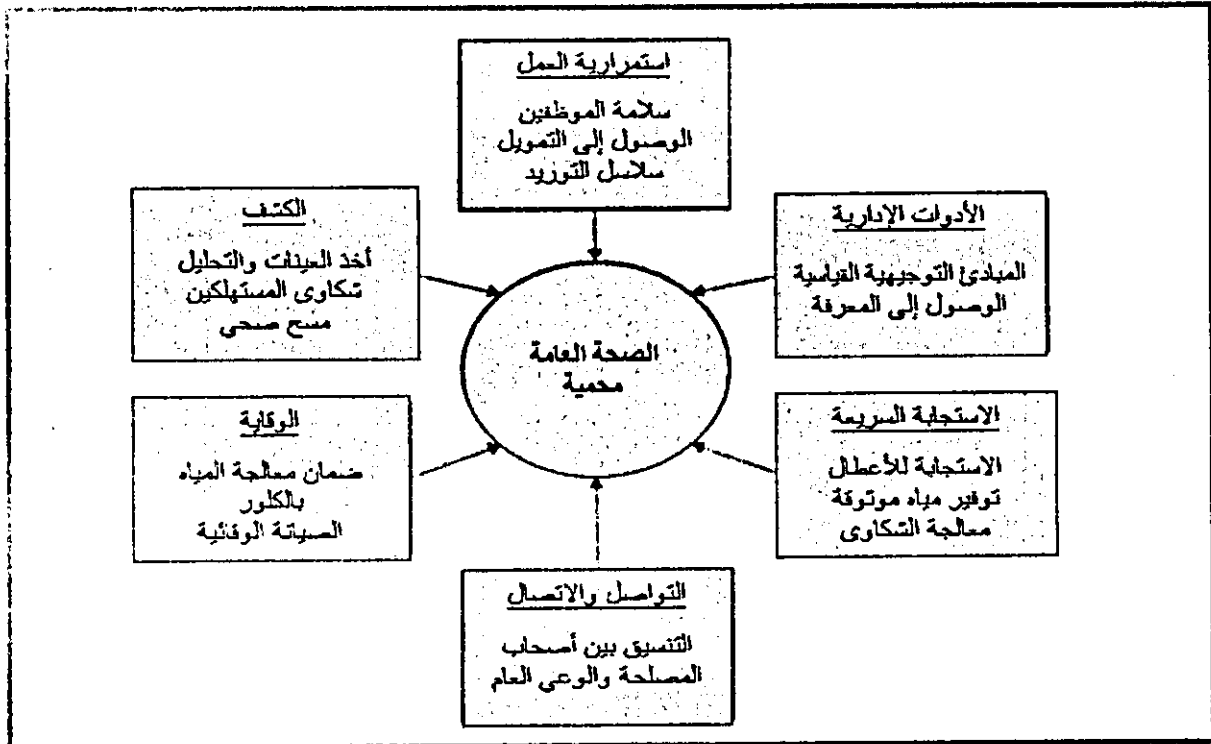 استمرارية العمل
سلامة الموظفين
الوصول إلى التمويل
سلاسل التوريد
الأدوات الإدارية
المبادئ التوجيهية القياسية
الوصول إلى المعرفة
الكشف
أخذ العينات والتحليل
شكاوى المستهلكين
مسح صحي
الصحة العامة
محمية
الاستجابة السريعة
الاستجابة للأعطال
توفير مياه موثوقة
معالجة الشكاوى
الوقاية
ضمان معالجة المياه
بالكلور
الصيانة الوقائية
التواصل والاتصال
التنسيق بين أصحاب
المصلحة والوعي العام